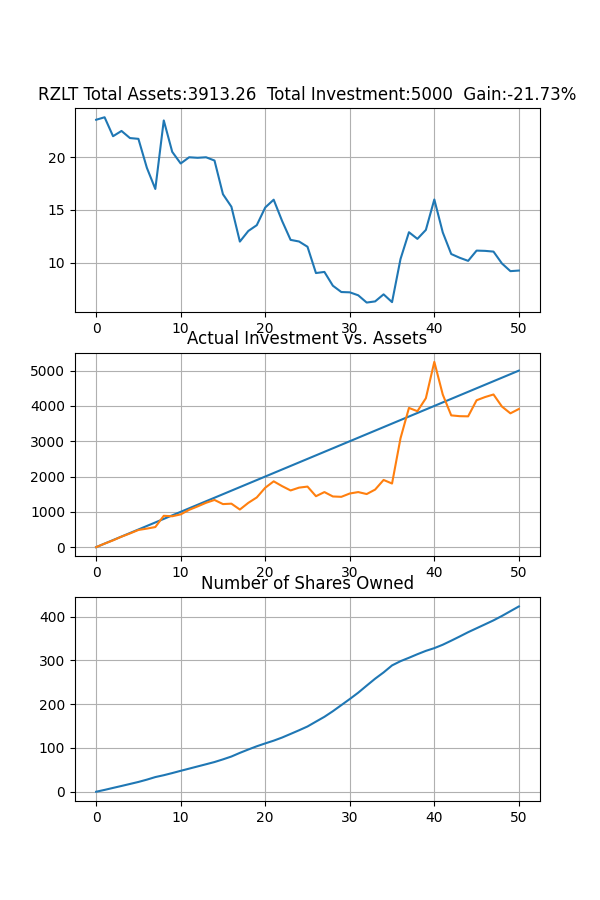 RZLT Total Assets:3913.26  Total Investment:5000  Gain:-21.73%
20
15
10
0 10 20 30 40 50
Actual Investment vs. Assets
5000
4000
3000
2000
1000
0
0 10 20 30 40 50
Number of Shares Owned
400
300
200
100
0
0 10 20 30 40 50